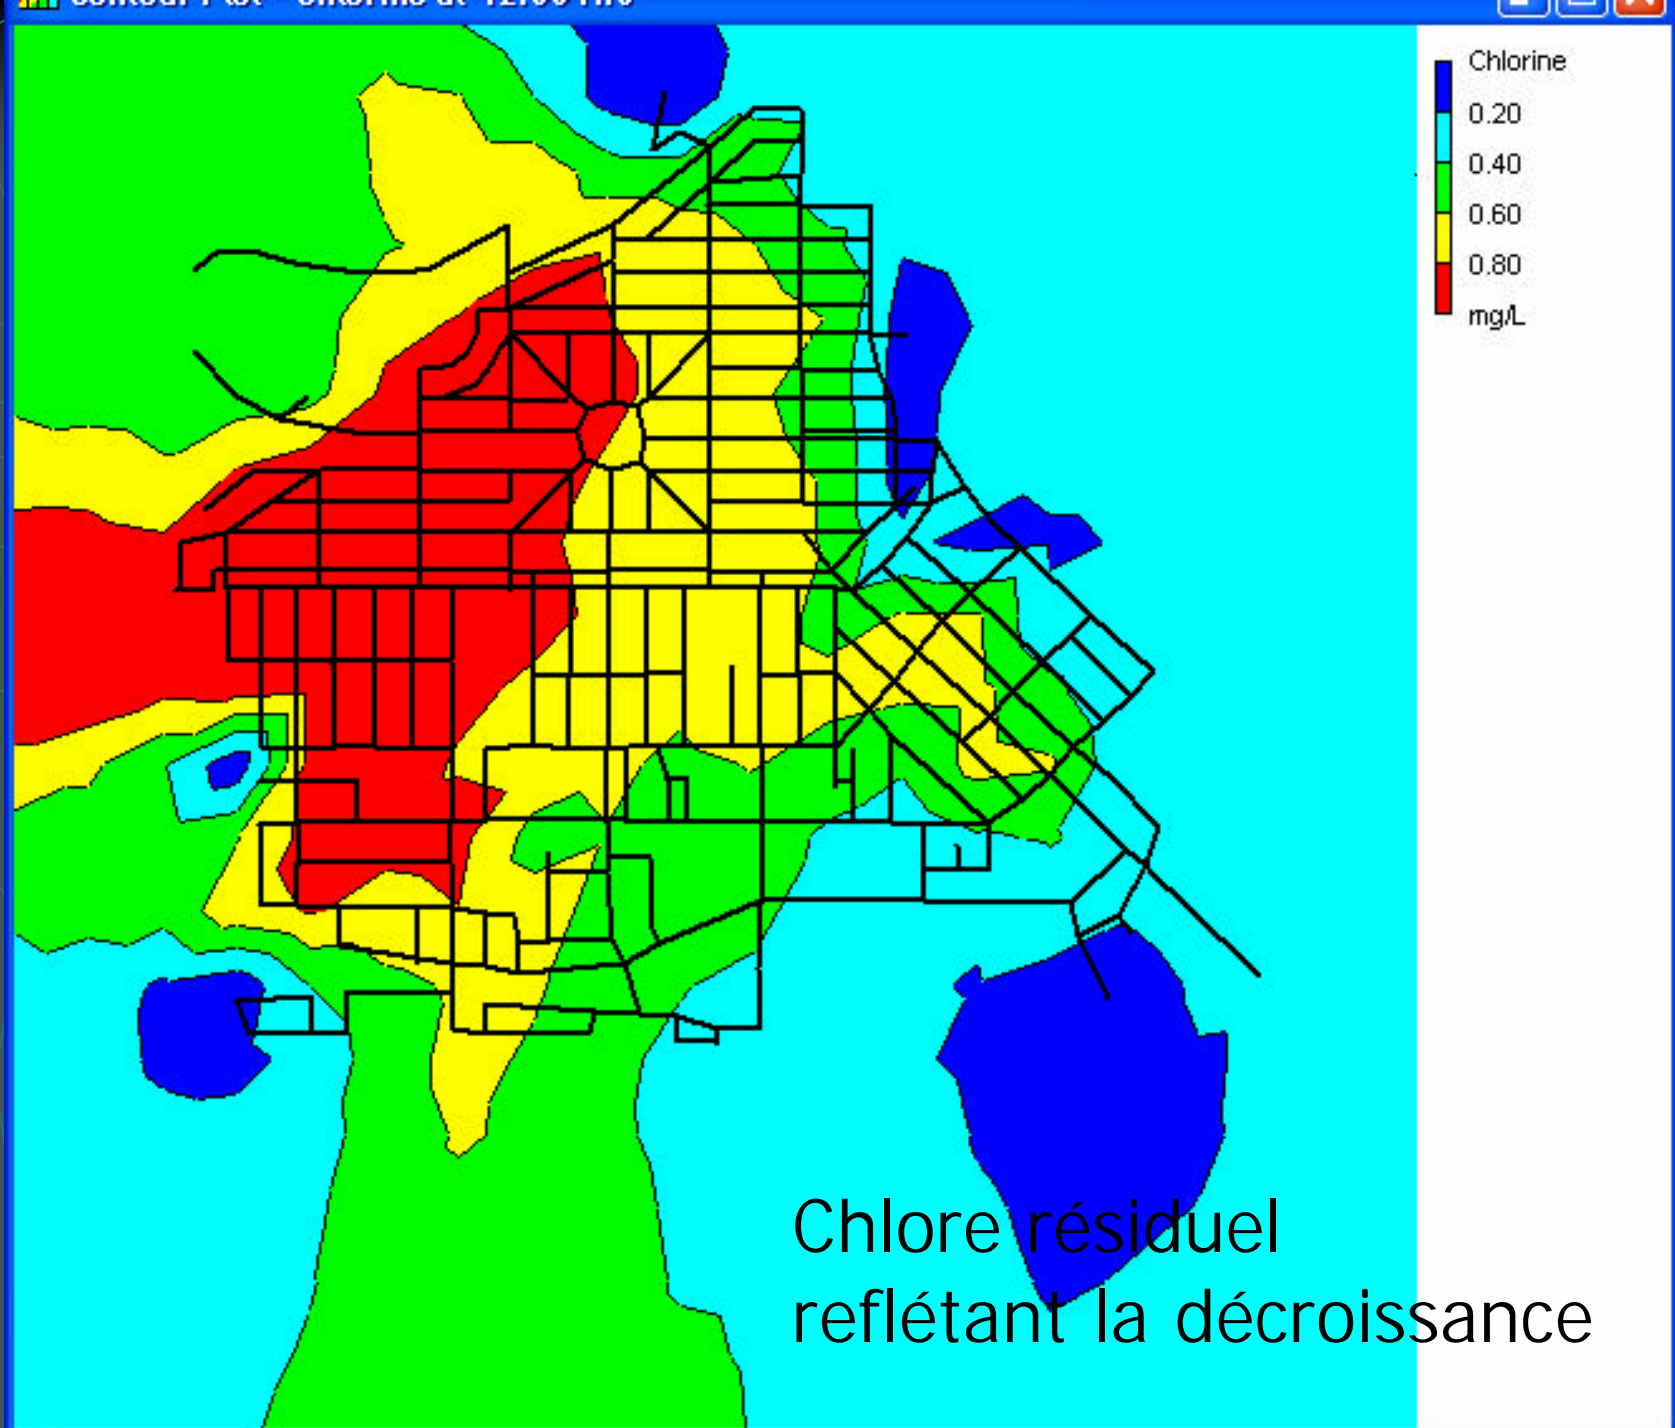 Chlorine
0.20
0.40
0.60
0.80
mg/L
Chlore résiduel
reflétant la décroissance